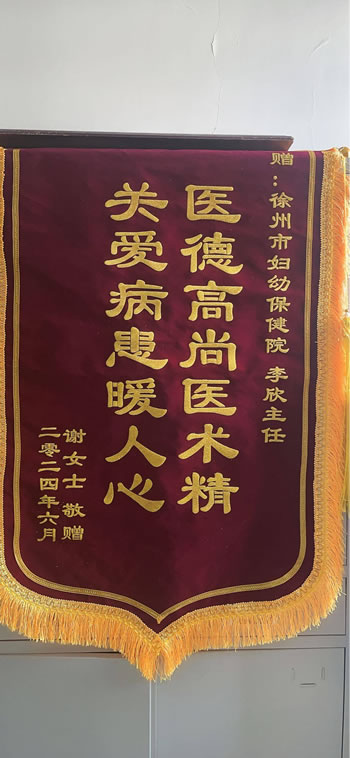 赠：徐州市妇幼保健院 李欣主任
医德高尚医术精
关爱病患暖人心
谢女士 敬赠
二零二四年六月